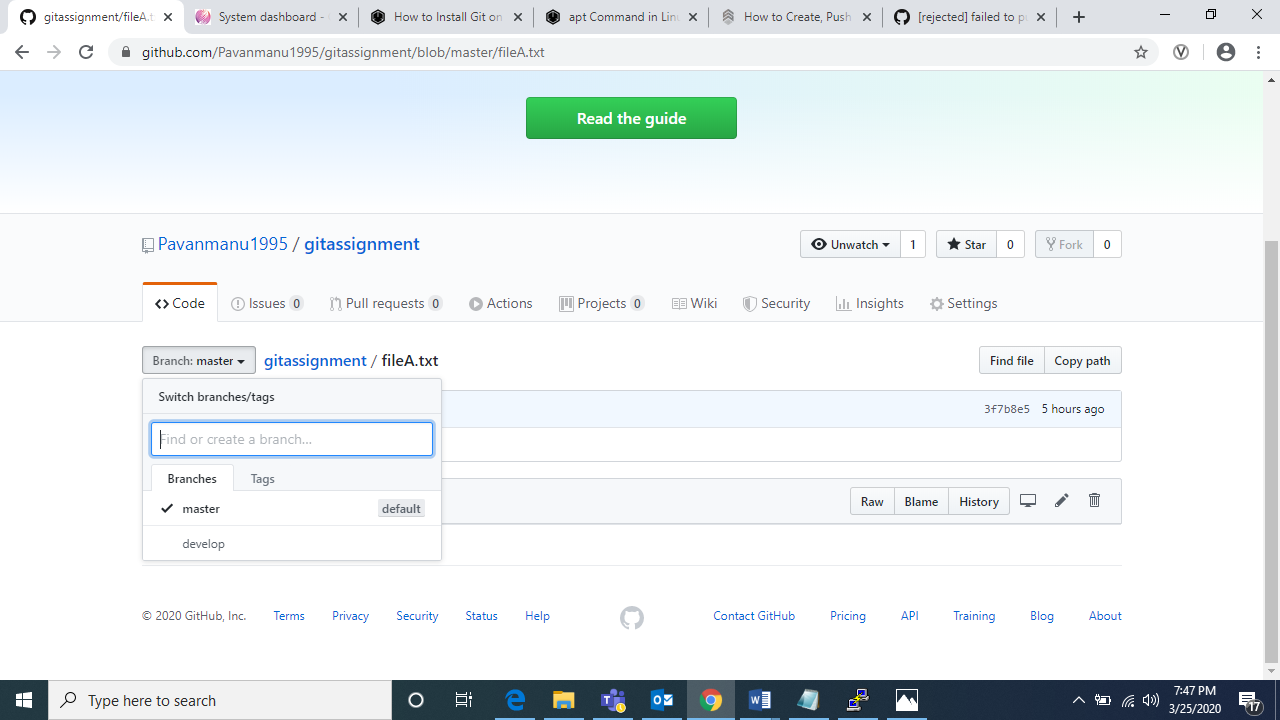 gitassignment/fileA.t
System dashboard -
How to Install Git on
apt Command in Lin
How to Create, Push
[rejected] failed to p
github.com/Pavanmanu1995/gitassignment/blob/master/fileA.txt
Read the guide
Pavanmanu1995 / gitassignment
Unwatch 1
Star 0
Fork 0
Code
Issues 0
Pull requests 0
Actions
Projects 0
Wiki
Security
Insights
Settings
Branch: master
gitassignment / fileA.txt
Find file
Copy path
Switch branches/tags
3f7b8e5 5 hours ago
Find or create a branch...
Branches
Tags
master
default
Raw
Blame
History
develop
© 2020 GitHub, Inc.
Terms
Privacy
Security
Status
Help
Contact GitHub
Pricing
API
Training
Blog
About
Type here to search
7:47 PM
3/25/2020
17